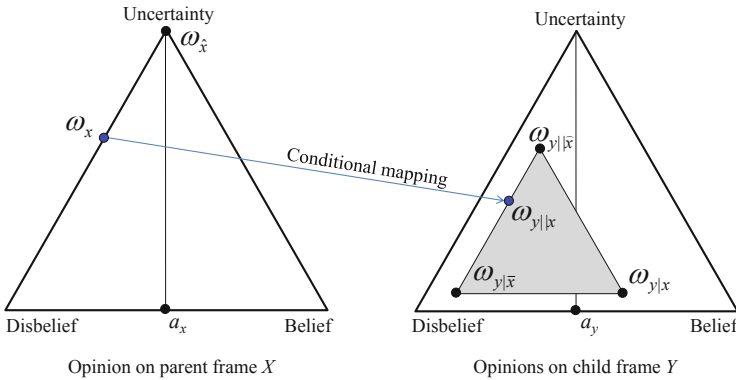 Uncertainty
ω_x̂
ω_x
Disbelief
a_x
Belief
Opinion on parent frame X
Conditional mapping
Uncertainty
ω_y||x̂
ω_y||x
ω_y|x̄
ω_y|x
Disbelief
a_y
Belief
Opinions on child frame Y